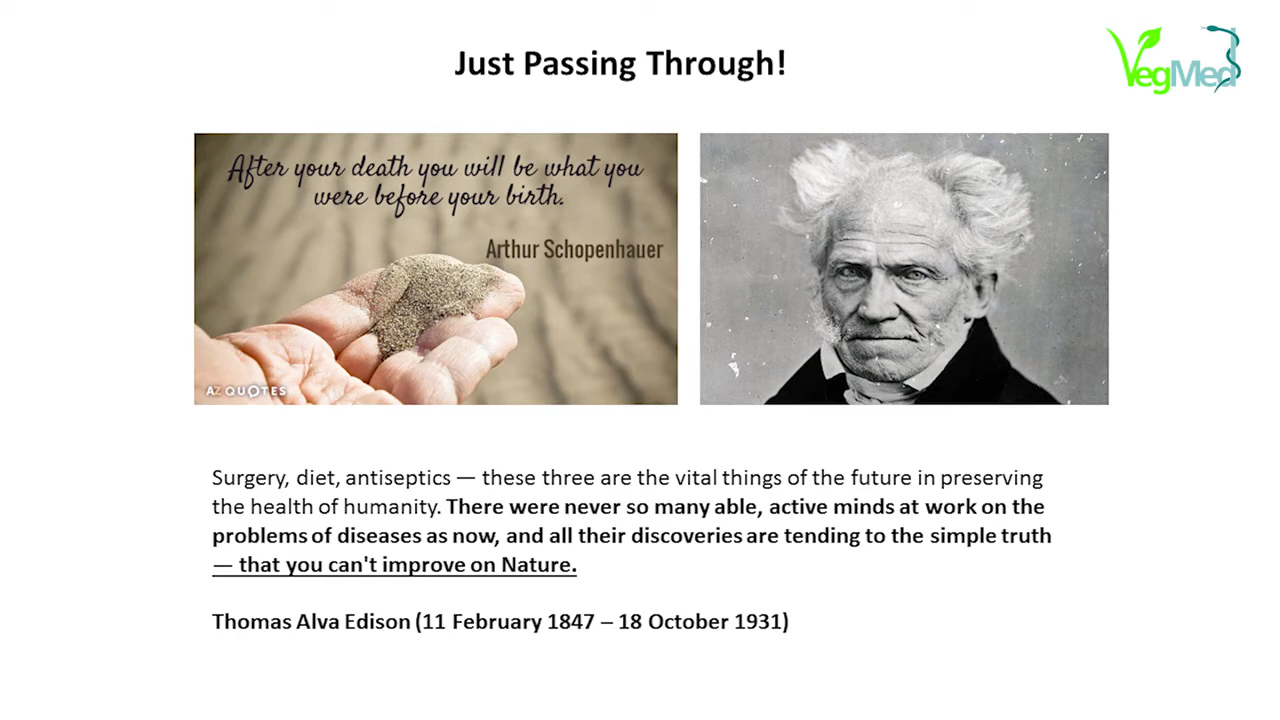 Just Passing Through!
VegMed
After your death you will be what you
were before your birth.
Arthur Schopenhauer
AZ QUOTES
Surgery, diet, antiseptics — these three are the vital things of the future in preserving
the health of humanity. There were never so many able, active minds at work on the
problems of diseases as now, and all their discoveries are tending to the simple truth
— that you can't improve on Nature.
Thomas Alva Edison (11 February 1847 – 18 October 1931)